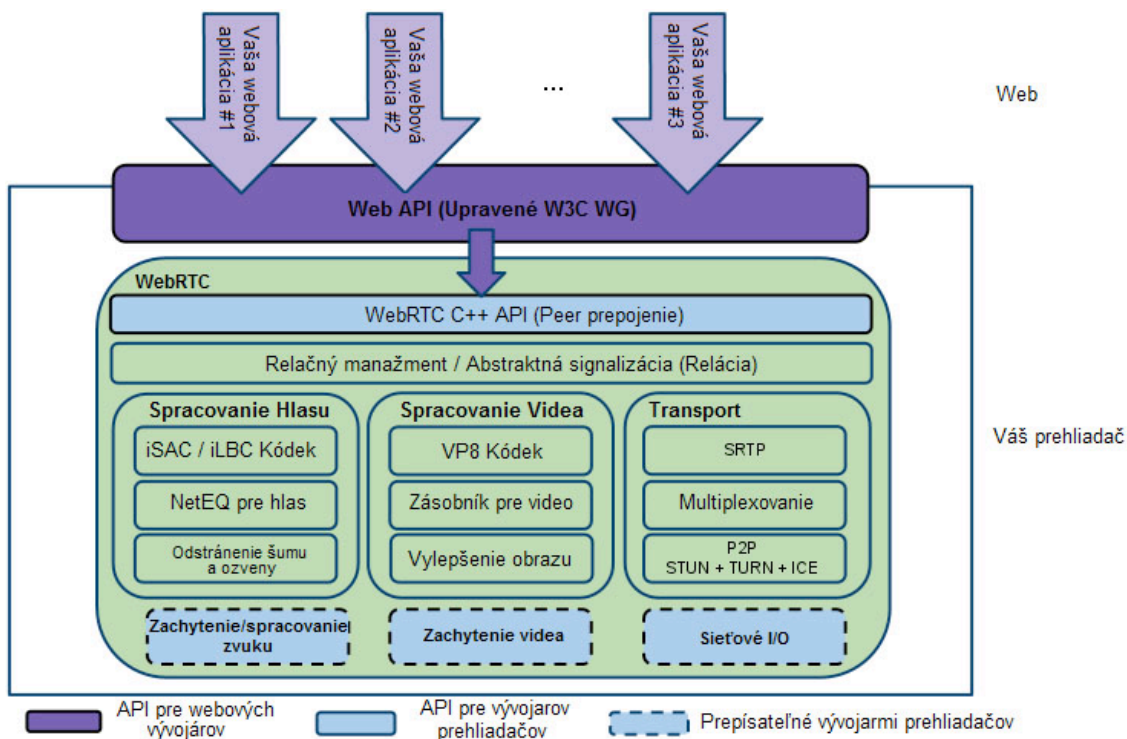 Vaša webová
aplikácia #1
Vaša webová
aplikácia #2
...
Vaša webová
aplikácia #3
Web
Web API (Upravené W3C WG)
WebRTC
WebRTC C++ API (Peer prepojenie)
Relačný manažment / Abstraktná signalizácia (Relácia)
Spracovanie Hlasu
iSAC / iLBC Kódek
NetEQ pre hlas
Odstránenie šumu
a ozveny
Spracovanie Videa
VP8 Kódek
Zásobník pre video
Vylepšenie obrazu
Transport
SRTP
Multiplexovanie
P2P
STUN + TURN + ICE
Váš prehliadač
Zachytenie/spracovanie
zvuku
Zachytenie videa
Sieťové I/O
API pre webových
vývojárov
API pre vývojarov
prehliadačov
Prepísateľné vývojarmi prehliadačov